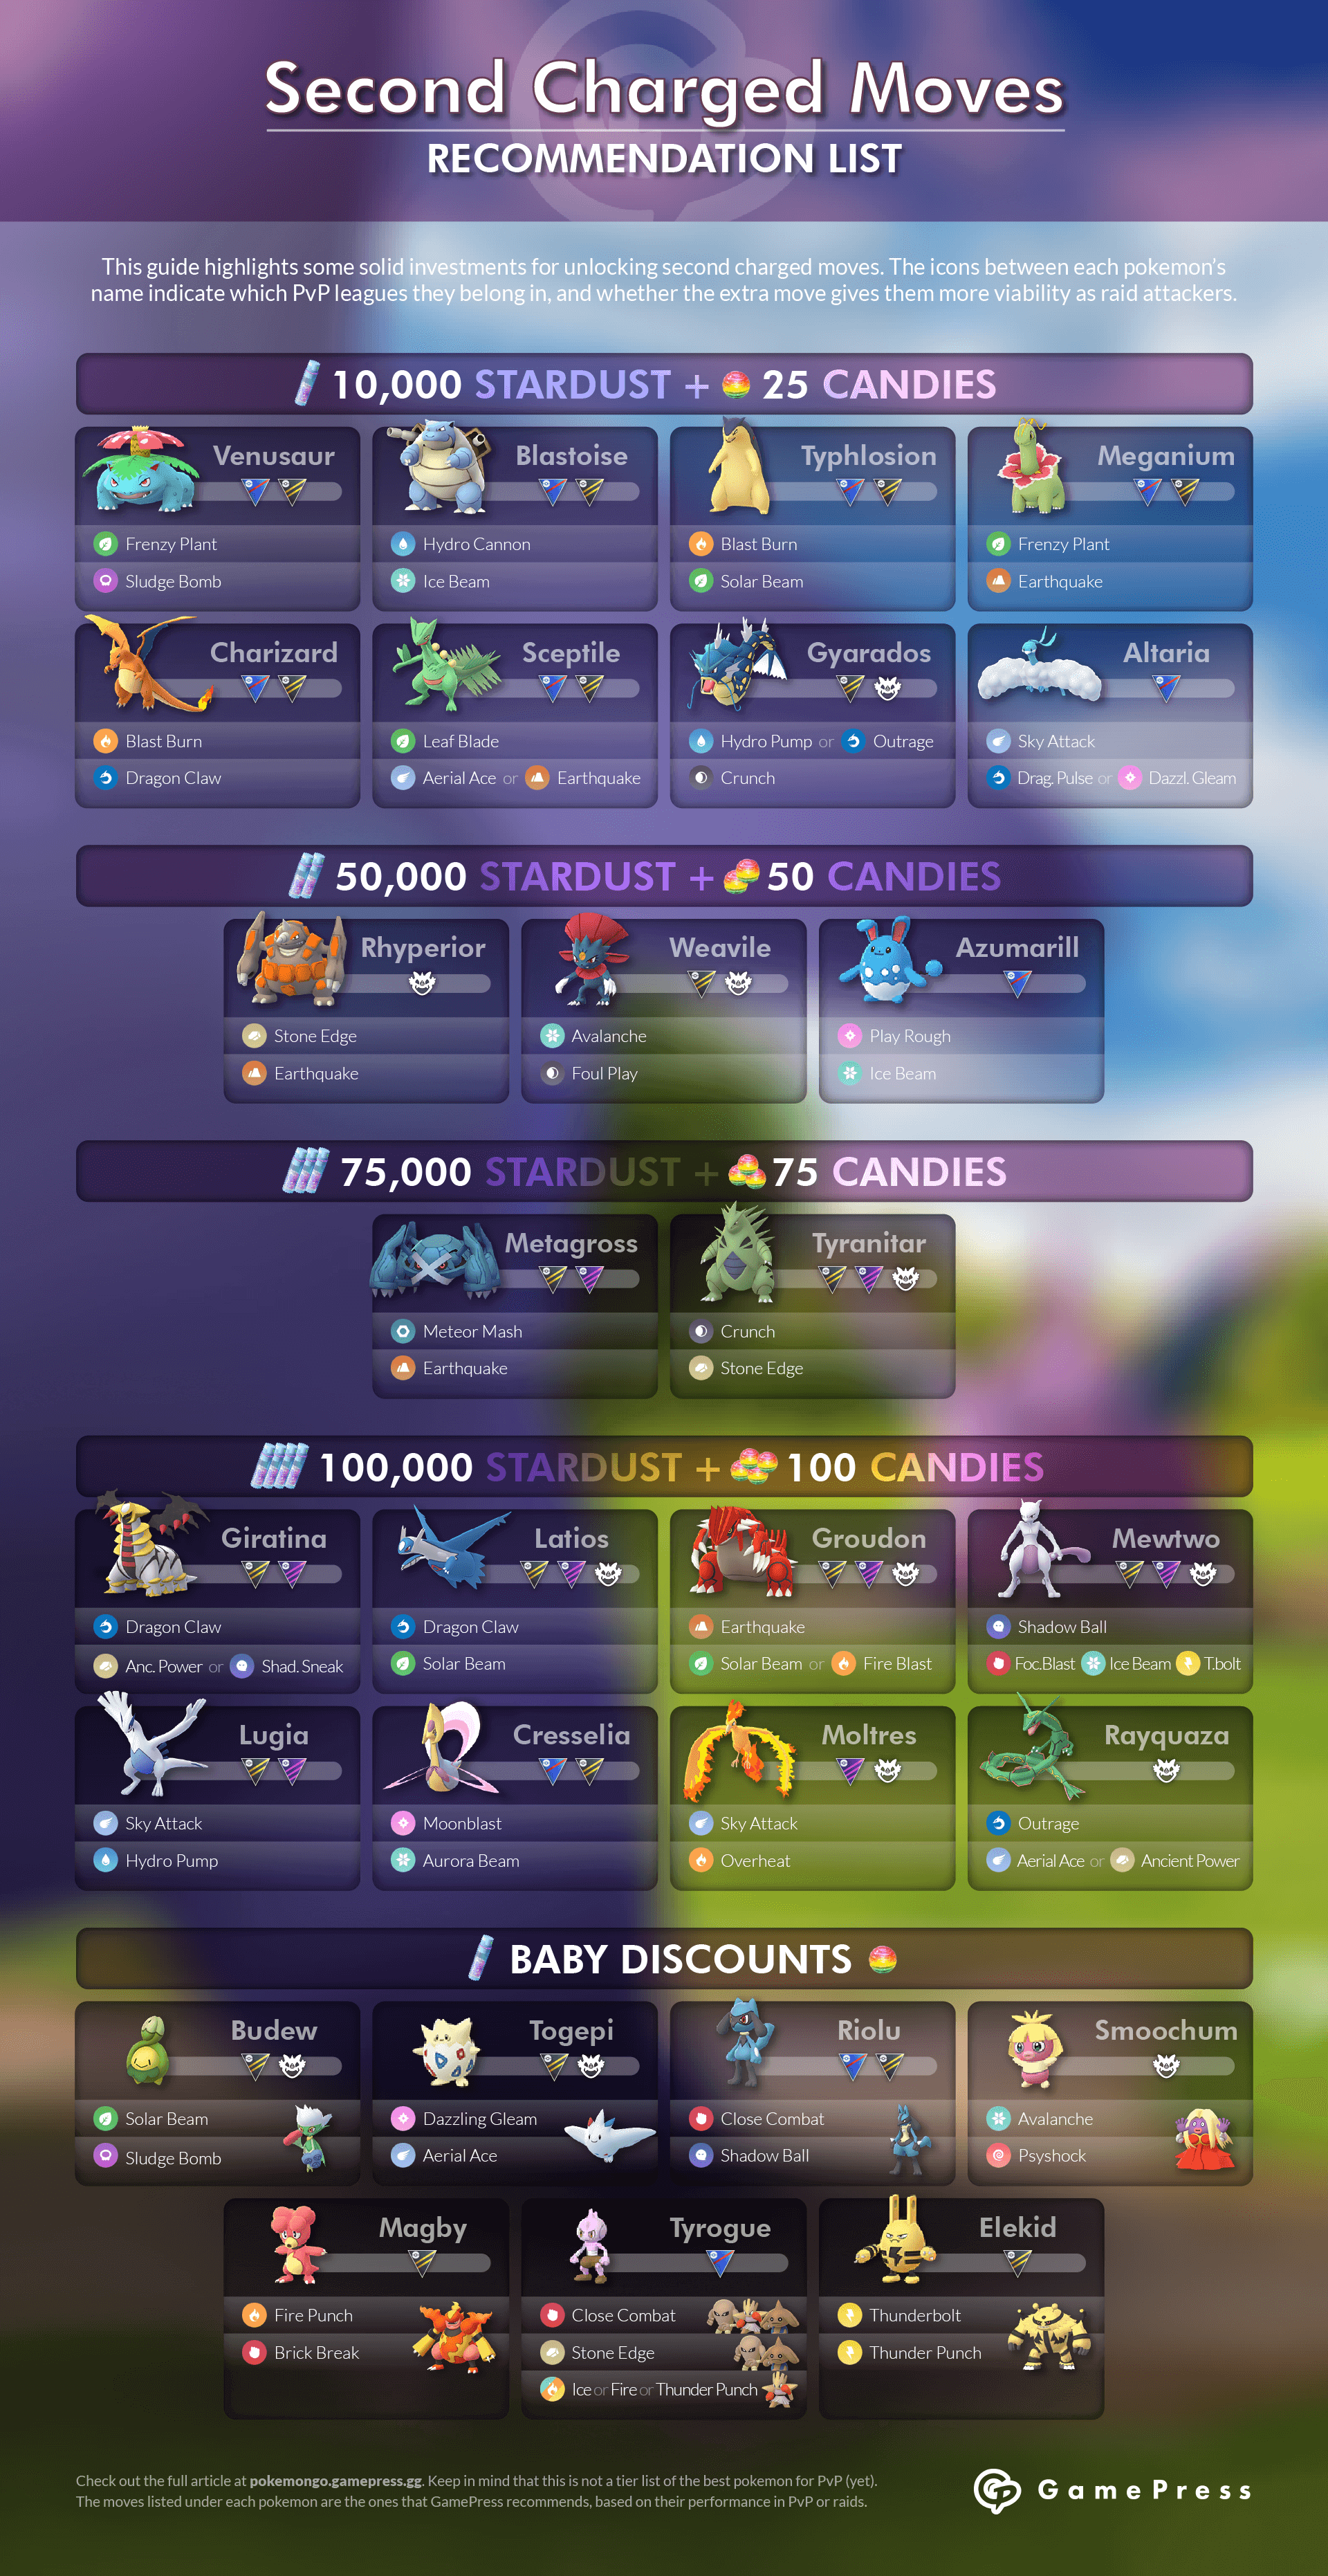 Second Charged Moves
RECOMMENDATION LIST
This guide highlights some solid investments for unlocking second charged moves. The icons between each pokemon's
name indicate which PvP leagues they belong in, and whether the extra move gives them more viability as raid attackers.
10,000 STARDUST + 25 CANDIES
Venusaur
Frenzy Plant
Sludge Bomb
Blastoise
Hydro Cannon
Ice Beam
Typhlosion
Blast Burn
Solar Beam
Meganium
Frenzy Plant
Earthquake
Charizard
Blast Burn
Dragon Claw
Sceptile
Leaf Blade
Aerial Ace or Earthquake
Gyarados
Hydro Pump or Outrage
Crunch
Altaria
Sky Attack
Drag. Pulse or Dazzl. Gleam
50,000 STARDUST + 50 CANDIES
Rhyperior
Stone Edge
Earthquake
Weavile
Avalanche
Foul Play
Azumarill
Play Rough
Ice Beam
75,000 STARDUST + 75 CANDIES
Metagross
Meteor Mash
Earthquake
Tyranitar
Crunch
Stone Edge
100,000 STARDUST + 100 CANDIES
Giratina
Dragon Claw
Anc. Power or Shad. Sneak
Latios
Dragon Claw
Solar Beam
Groudon
Earthquake
Solar Beam or Fire Blast
Mewtwo
Shadow Ball
Foc.Blast Ice Beam T.bolt
Lugia
Sky Attack
Hydro Pump
Cresselia
Moonblast
Aurora Beam
Moltres
Sky Attack
Overheat
Rayquaza
Outrage
Aerial Ace or Ancient Power
BABY DISCOUNTS
Budew
Solar Beam
Sludge Bomb
Togepi
Dazzling Gleam
Aerial Ace
Riolu
Close Combat
Shadow Ball
Smoochum
Avalanche
Psyshock
Magby
Fire Punch
Brick Break
Tyrogue
Close Combat
Stone Edge
Ice or Fire or Thunder Punch
Elekid
Thunderbolt
Thunder Punch
Check out the full article at pokemongo.gamepress.gg. Keep in mind that this is not a tier list of the best pokemon for PvP (yet).
The moves listed under each pokemon are the ones that GamePress recommends, based on their performance in PvP or raids.
GamePress